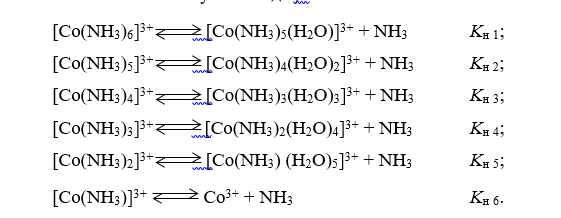 [Co(NH₃)₆]³⁺ ⇌ [Co(NH₃)₅(H₂O)]³⁺ + NH₃ Kн 1;
[Co(NH₃)₅]³⁺ ⇌ [Co(NH₃)₄(H₂O)₂]³⁺ + NH₃ Kн 2;
[Co(NH₃)₄]³⁺ ⇌ [Co(NH₃)₃(H₂O)₃]³⁺ + NH₃ Kн 3;
[Co(NH₃)₃]³⁺ ⇌ [Co(NH₃)₂(H₂O)₄]³⁺ + NH₃ Kн 4;
[Co(NH₃)₂]³⁺ ⇌ [Co(NH₃) (H₂O)₅]³⁺ + NH₃ Kн 5;
[Co(NH₃)]³⁺ ⇌ Co³⁺ + NH₃ Kн 6.